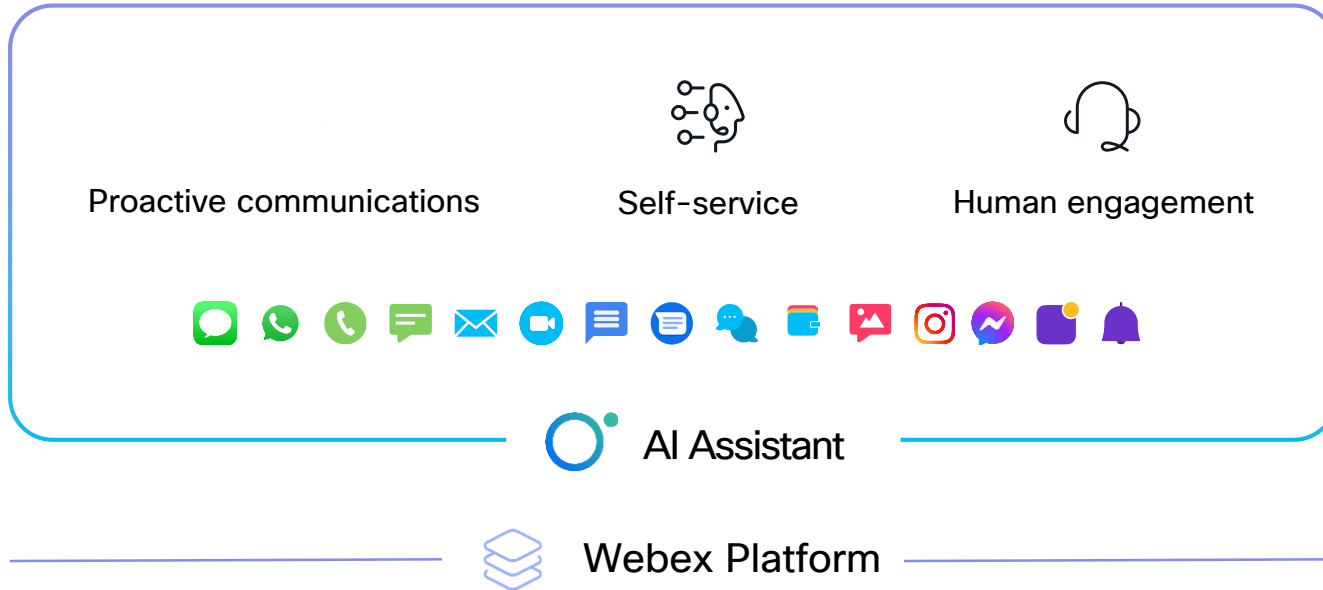 Proactive communications
Self-service
Human engagement
AI Assistant
Webex Platform